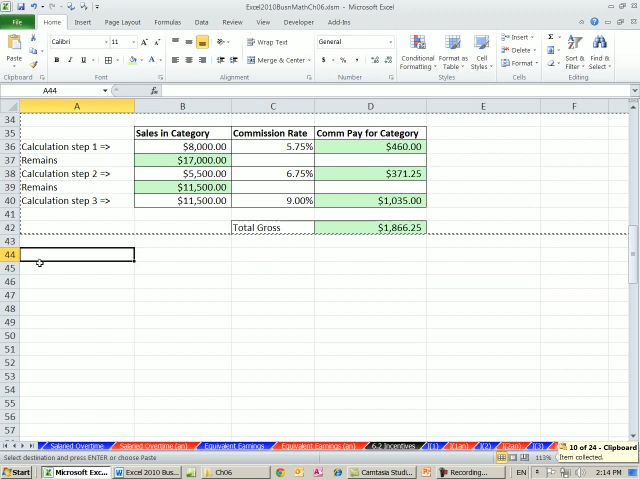 Excel2010BusnMathCh06.xlsm - Microsoft Excel
File Home Insert Page Layout Formulas Data Review View Developer Add-Ins
Calibri 11 Wrap Text General Insert
Paste Merge & Center Conditional Formatting Format as Table Cell Styles Delete Format Sort & Filter Find & Select
Clipboard Font Alignment Number Styles Cells Editing
A44 fx
A B C D E F
34
35 Sales in Category Commission Rate Comm Pay for Category
36 Calculation step 1 => $8,000.00 5.75% $460.00
37 Remains $17,000.00
38 Calculation step 2 => $5,500.00 6.75% $371.25
39 Remains $11,500.00
40 Calculation step 3 => $11,500.00 9.00% $1,035.00
41
42 Total Gross $1,866.25
43
44
45
46
47
48
49
50
51
52
53
54
55
56
57
Salaried Overtime Salaried Overtime (an) Equivalent Earnings Equivalent Earnings (an) 6.2 Incentives I(1) I(1an) I(2) I(2an) I(3)
10 of 24 - Clipboard
Item collected.
Select destination and press ENTER or choose Paste 113%
Start Microsoft Exc... Excel 2010 Bus... Ch06 Camtasia Studi... Recording... EN 2:14 PM